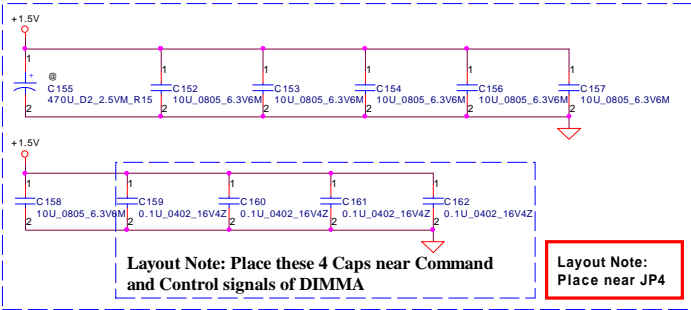 +1.5V
1 1 1 1 1 1
+ @
C155 C152 C153 C154 C156 C157
470U_D2_2.5VM_R15 10U_0805_6.3V6M 10U_0805_6.3V6M 10U_0805_6.3V6M 10U_0805_6.3V6M 10U_0805_6.3V6M
2 2 2 2 2 2
+1.5V
1 1 1 1 1
C158 C159 C160 C161 C162
10U_0805_6.3V6M 0.1U_0402_16V4Z 0.1U_0402_16V4Z 0.1U_0402_16V4Z 0.1U_0402_16V4Z
2 2 2 2 2
Layout Note: Place these 4 Caps near Command
and Control signals of DIMMA
Layout Note:
Place near JP4